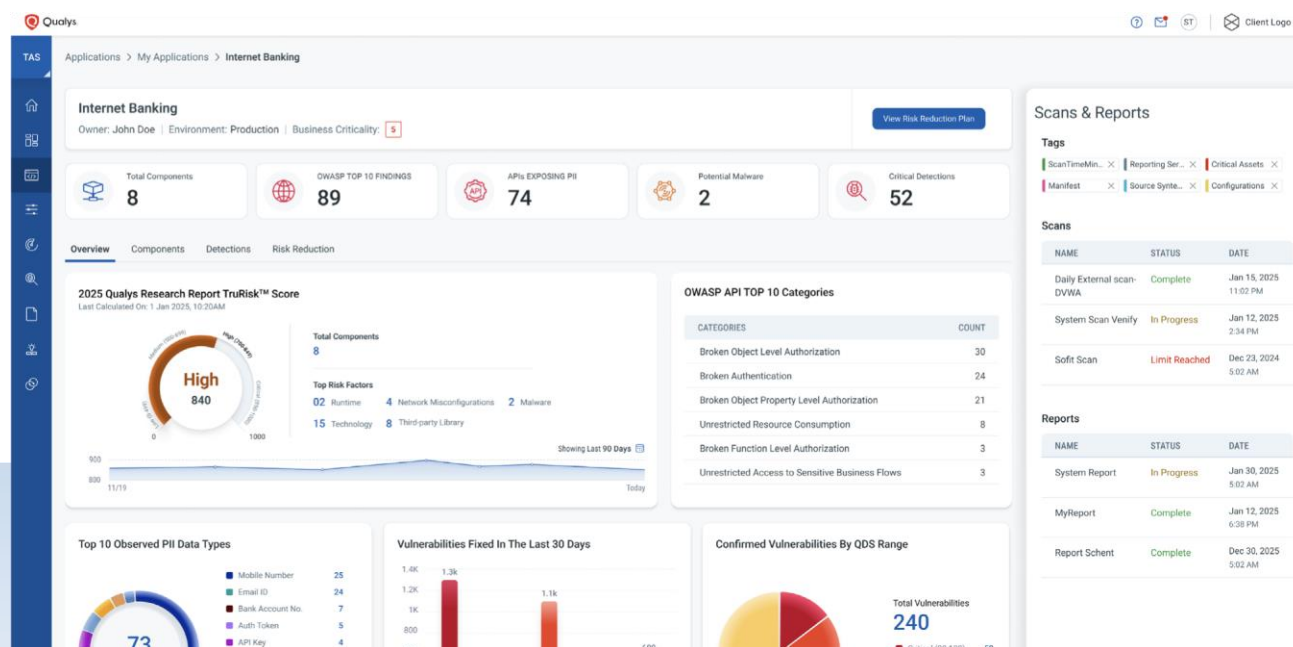 Qualys.
ST
Client Logo
TAS
Applications > My Applications > Internet Banking
Internet Banking
Owner: John Doe | Environment: Production | Business Criticality: 5
View Risk Reduction Plan
Total Components
8
OWASP TOP 10 FINDINGS
89
API
APIs EXPOSING PII
74
Potential Malware
2
Critical Detections
52
Overview Components Detections Risk Reduction
2025 Qualys Research Report TruRisk™ Score
Last Calculated On: 1 Jan 2025, 10:20AM
High
840
0
1000
Total Components
8
Top Risk Factors
02 Runtime 4 Network Misconfigurations 2 Malware
15 Technology 8 Third-party Library
Showing Last 90 Days
900
800
11/19
Today
OWASP API TOP 10 Categories
CATEGORIES COUNT
Broken Object Level Authorization 30
Broken Authentication 24
Broken Object Property Level Authorization 21
Unrestricted Resource Consumption 8
Broken Function Level Authorization 3
Unrestricted Access to Sensitive Business Flows 3
Top 10 Observed PII Data Types
73
Mobile Number 25
Email ID 24
Bank Account No. 7
Auth Token 5
API Key 4
Vulnerabilities Fixed In The Last 30 Days
1.4K
1.2K
1K
800
1.3k
1.1k
Confirmed Vulnerabilities By QDS Range
Total Vulnerabilities
240
Scans & Reports
Tags
ScanTimeMin... Reporting Ser... Critical Assets
Manifest Source Synte... Configurations
Scans
NAME STATUS DATE
Daily External scan- Complete Jan 15, 2025
DVWA 11:02 PM
System Scan Venify In Progress Jan 12, 2025
2:34 PM
Sofit Scan Limit Reached Dec 23, 2024
5:02 AM
Reports
NAME STATUS DATE
System Report In Progress Jan 30, 2025
5:02 AM
MyReport Complete Jan 12, 2025
6:38 PM
Report Schent Complete Dec 30, 2025
5:02 AM